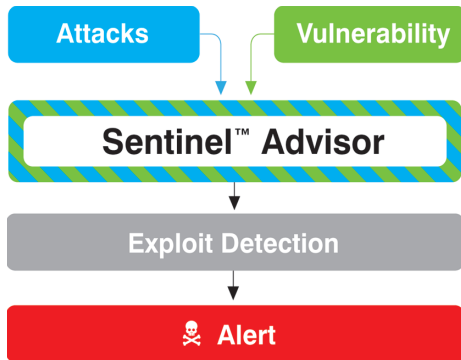 Attacks
Vulnerability
Sentinel™ Advisor
Exploit Detection
Alert